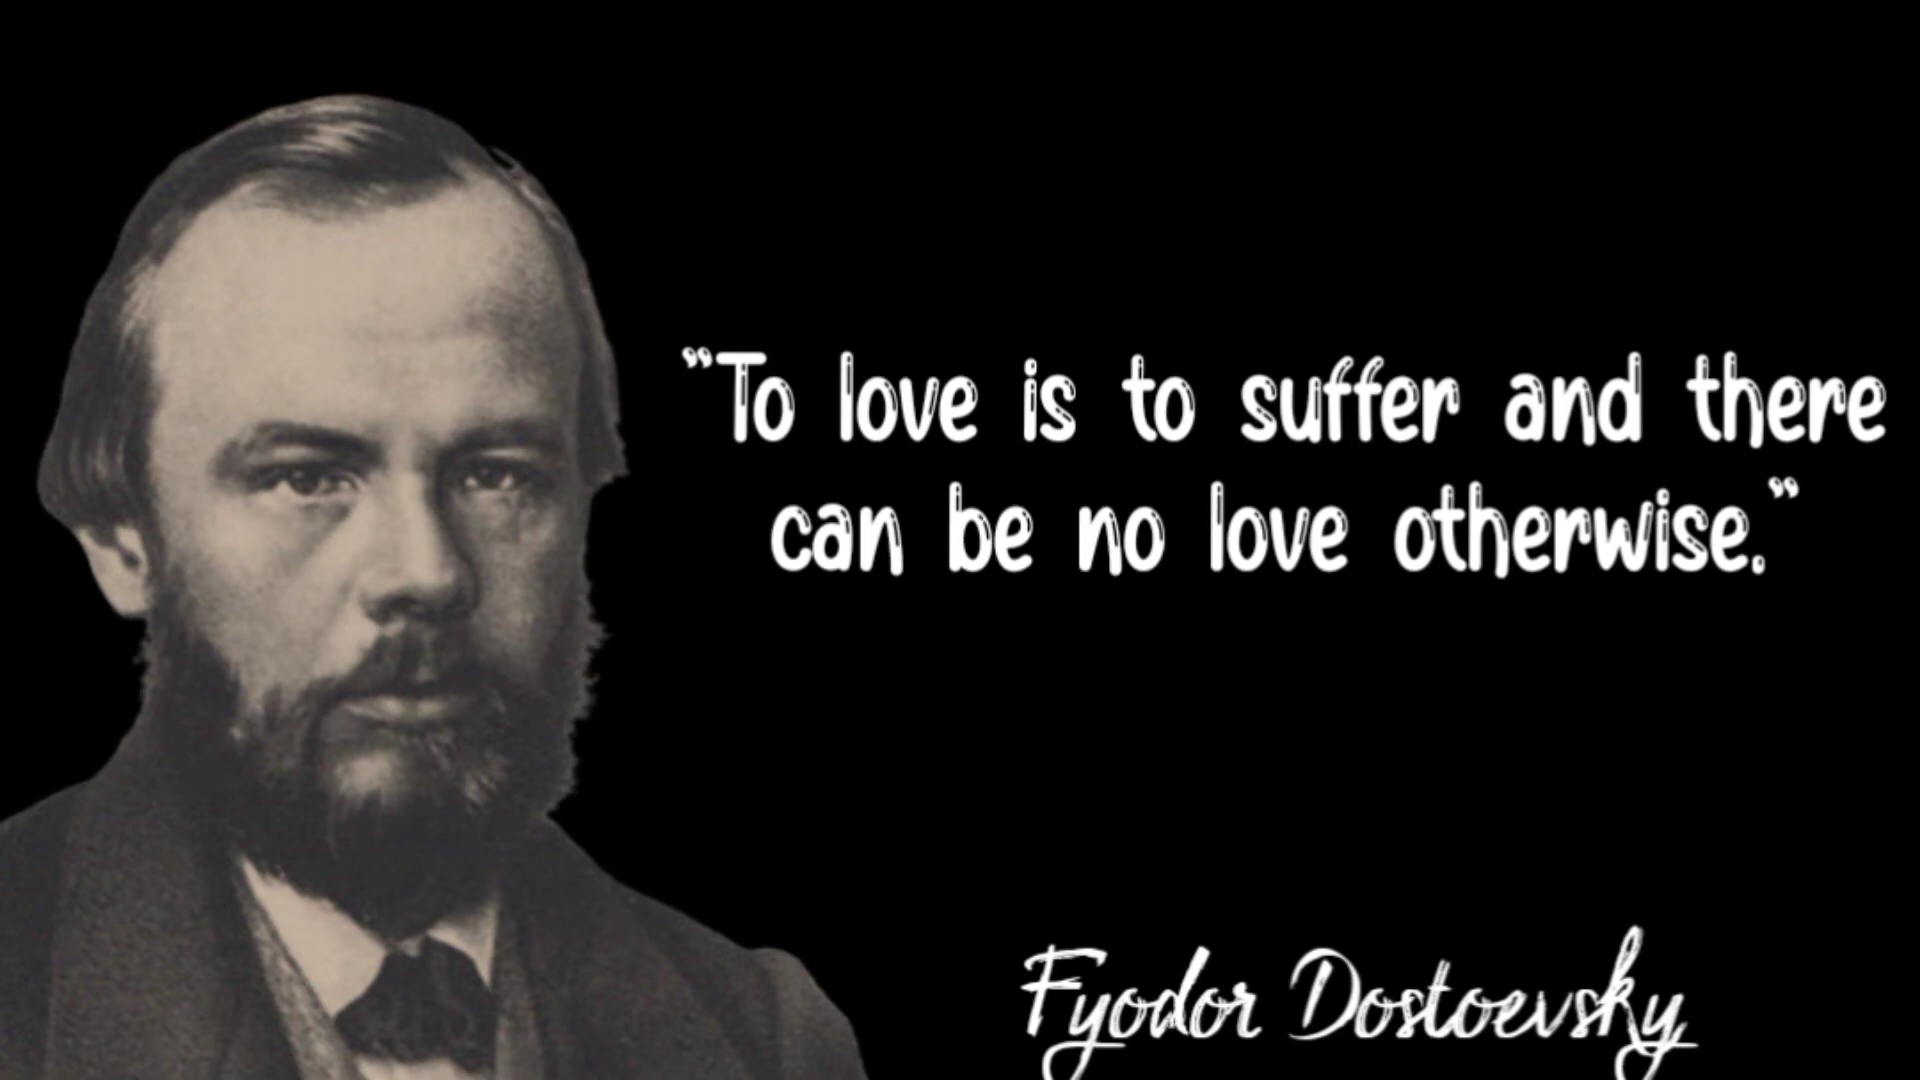 ”To love is to suffer and there
can be no love otherwise.”
Fyodor Dostoevsky